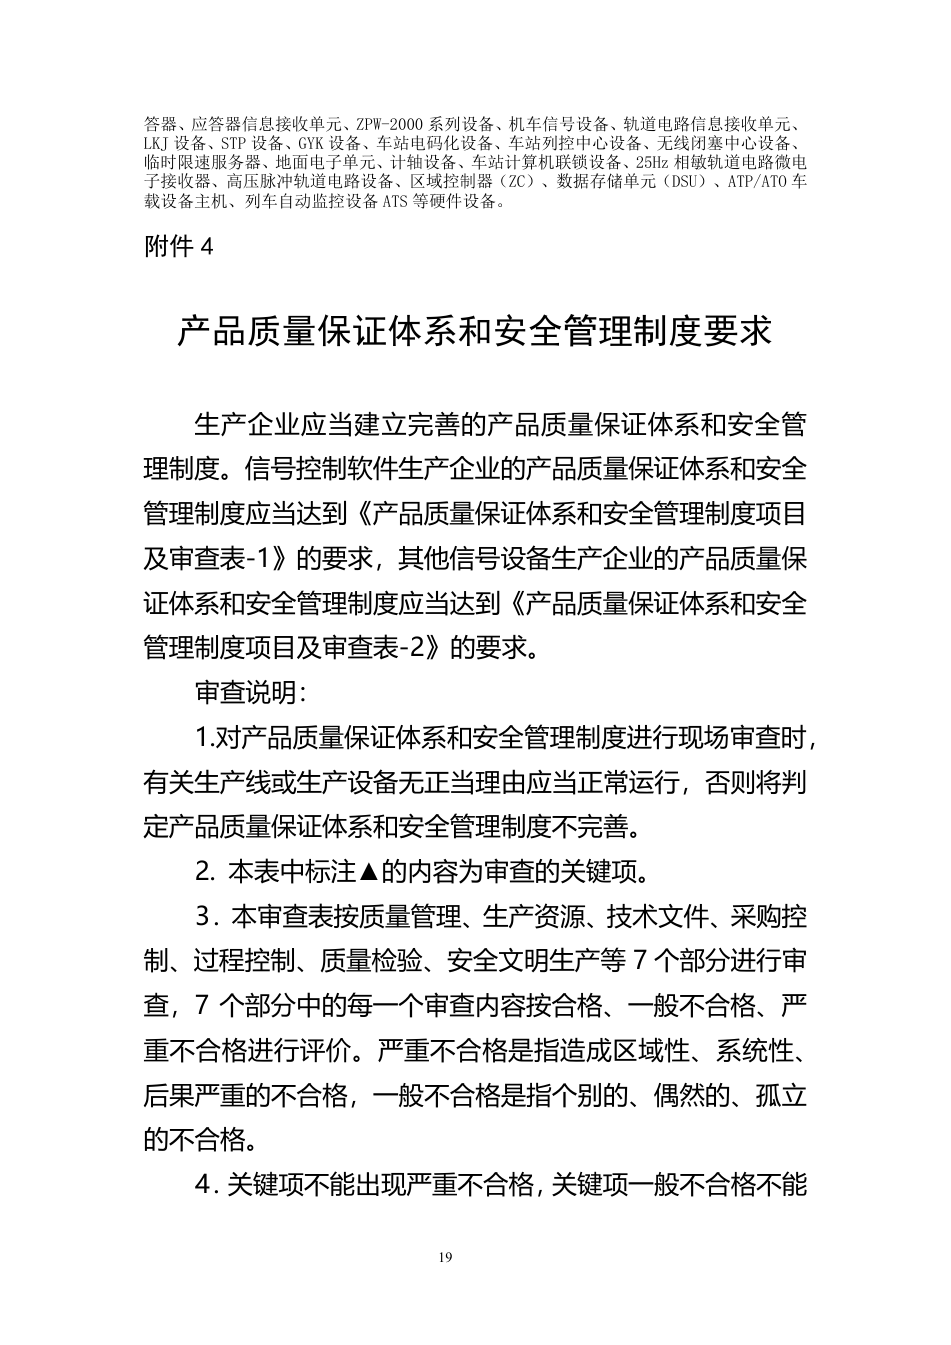 答器、应答器信息接收单元、ZPW-2000 系列设备、机车信号设备、轨道电路信息接收单元、
LKJ 设备、STP 设备、GYK 设备、车站电码化设备、车站列控中心设备、无线闭塞中心设备、
临时限速服务器、地面电子单元、计轴设备、车站计算机联锁设备、25Hz 相敏轨道电路微电
子接收器、高压脉冲轨道电路设备、区域控制器（ZC）、数据存储单元（DSU）、ATP/ATO 车
载设备主机、列车自动监控设备 ATS 等硬件设备。
附件 4
产品质量保证体系和安全管理制度要求
生产企业应当建立完善的产品质量保证体系和安全管
理制度。信号控制软件生产企业的产品质量保证体系和安全
管理制度应当达到《产品质量保证体系和安全管理制度项目
及审查表-1》的要求，其他信号设备生产企业的产品质量保
证体系和安全管理制度应当达到《产品质量保证体系和安全
管理制度项目及审查表-2》的要求。
审查说明：
1.对产品质量保证体系和安全管理制度进行现场审查时，
有关生产线或生产设备无正当理由应当正常运行，否则将判
定产品质量保证体系和安全管理制度不完善。
2. 本表中标注▲的内容为审查的关键项。
3. 本审查表按质量管理、生产资源、技术文件、采购控
制、过程控制、质量检验、安全文明生产等 7 个部分进行审
查，7 个部分中的每一个审查内容按合格、一般不合格、严
重不合格进行评价。严重不合格是指造成区域性、系统性、
后果严重的不合格，一般不合格是指个别的、偶然的、孤立
的不合格。
4. 关键项不能出现严重不合格，关键项一般不合格不能
19